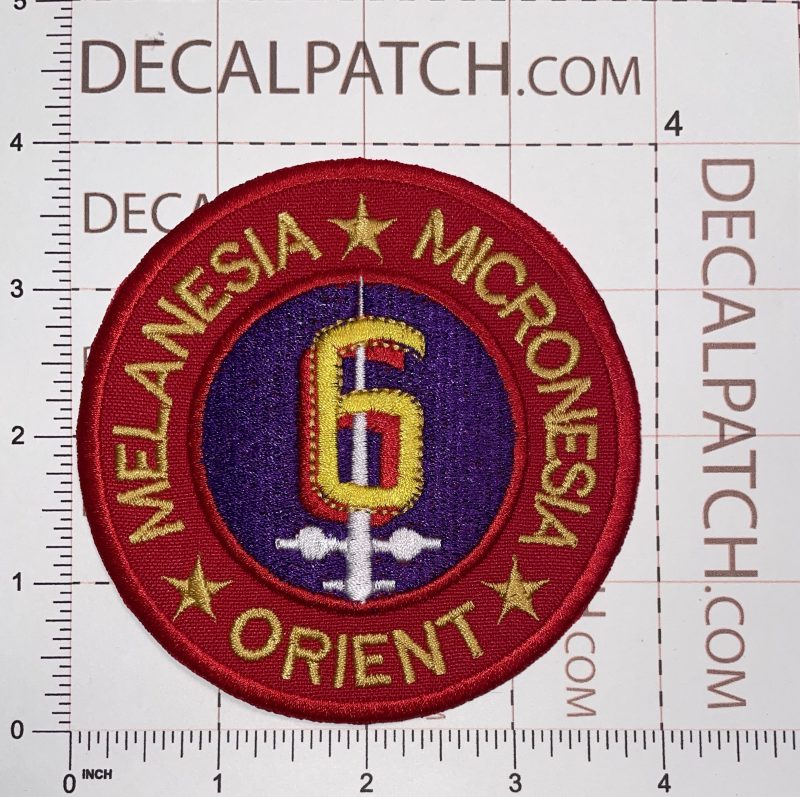 5
DECALPATCH.COM
4
4
DECA
MELANESIA ★ MICRONESIA
3
6
DECALPATCH.COM
2
1
★ ORIENT ★
COM
0
0 INCH 1 2 3 4